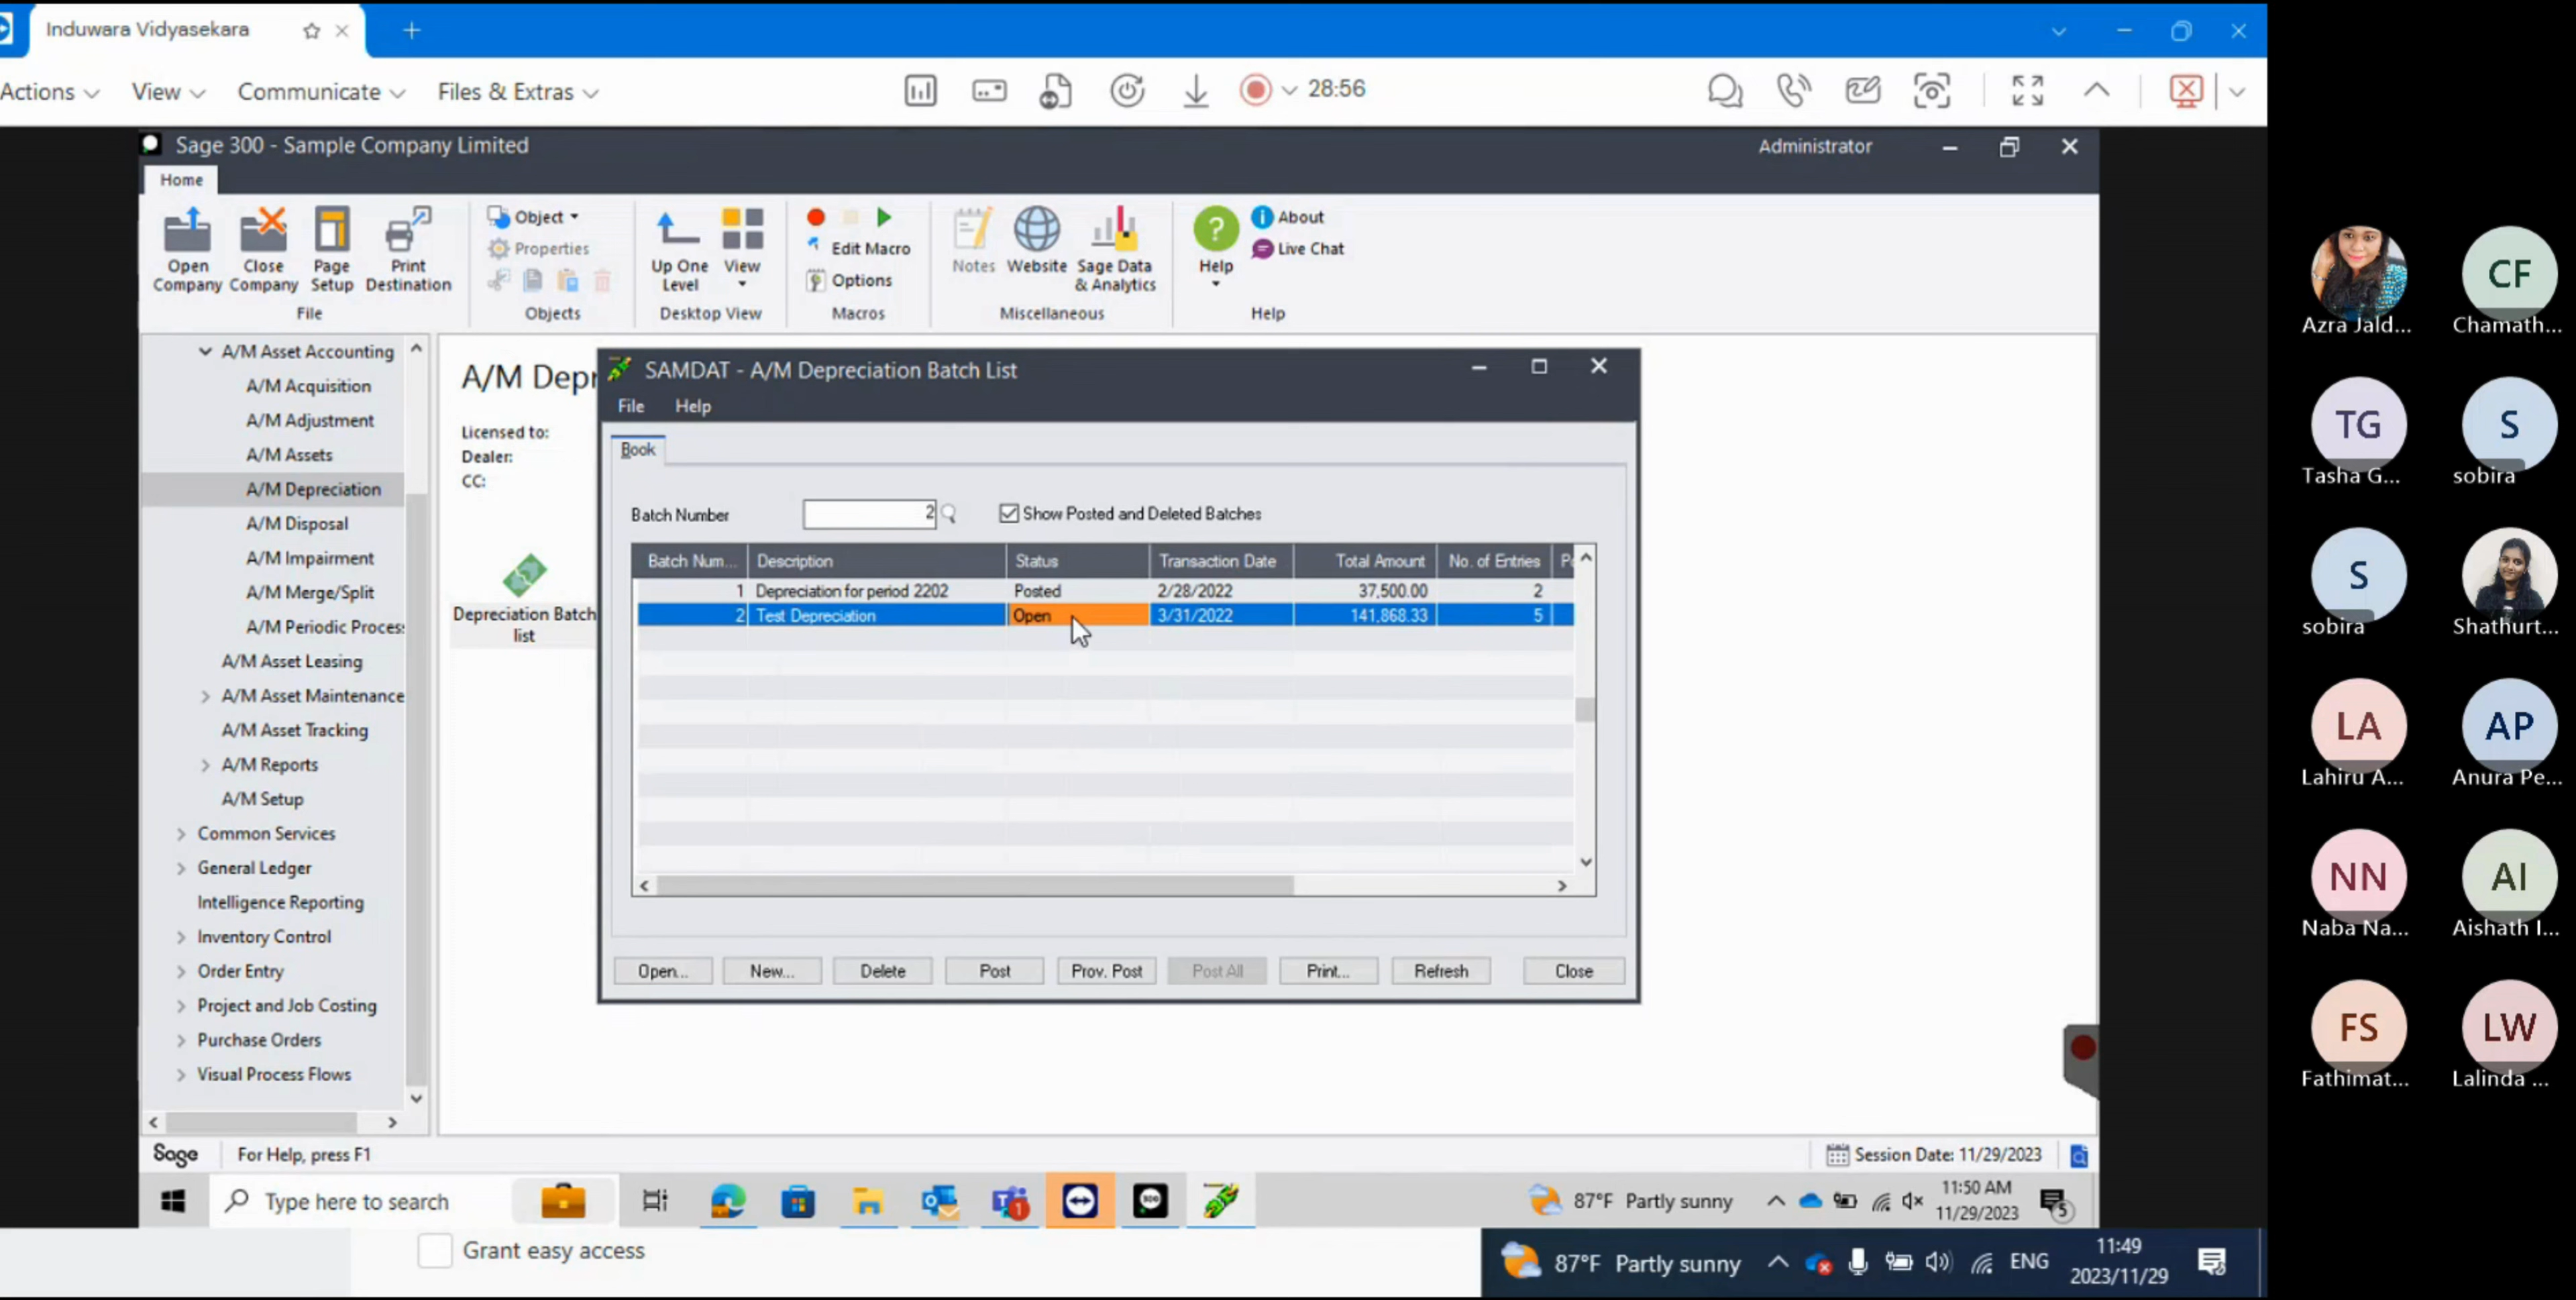 Induwara Vidyasekara
Actions View Communicate Files & Extras 28:56
Sage 300 - Sample Company Limited Administrator
Home
Open Company
Close Company
Page Setup
Print Destination
File
Object
Properties
Objects
Up One Level
View
Desktop View
Edit Macro
Options
Macros
Notes
Website
Sage Data & Analytics
Miscellaneous
Help
About
Live Chat
Help
A/M Asset Accounting
A/M Acquisition
A/M Adjustment
A/M Assets
A/M Depreciation
A/M Disposal
A/M Impairment
A/M Merge/Split
A/M Periodic Proces
A/M Asset Leasing
A/M Asset Maintenance
A/M Asset Tracking
A/M Reports
A/M Setup
Common Services
General Ledger
Intelligence Reporting
Inventory Control
Order Entry
Project and Job Costing
Purchase Orders
Visual Process Flows
A/M Depr
Licensed to:
Dealer:
CC:
Depreciation Batch
list
SAMDAT - A/M Depreciation Batch List
File Help
Book
Batch Number 2 Show Posted and Deleted Batches
Batch Num... Description Status Transaction Date Total Amount No. of Entries
1 Depreciation for period 2202 Posted 2/28/2022 37,500.00 2
2 Test Depreciation Open 3/31/2022 141,868.33 5
Open... New... Delete Post Prov. Post Post All Print... Refresh Close
Sage For Help, press F1 Session Date: 11/29/2023
Type here to search 87°F Partly sunny 11:50 AM
11/29/2023 5
Grant easy access
87°F Partly sunny ENG 11:49
2023/11/29
CF
Azra Jald... Chamath...
TG S
Tasha G... sobira
S
sobira Shathurt...
LA AP
Lahiru A... Anura Pe...
NN AI
Naba Na... Aishath I...
FS LW
Fathimat... Lalinda ...